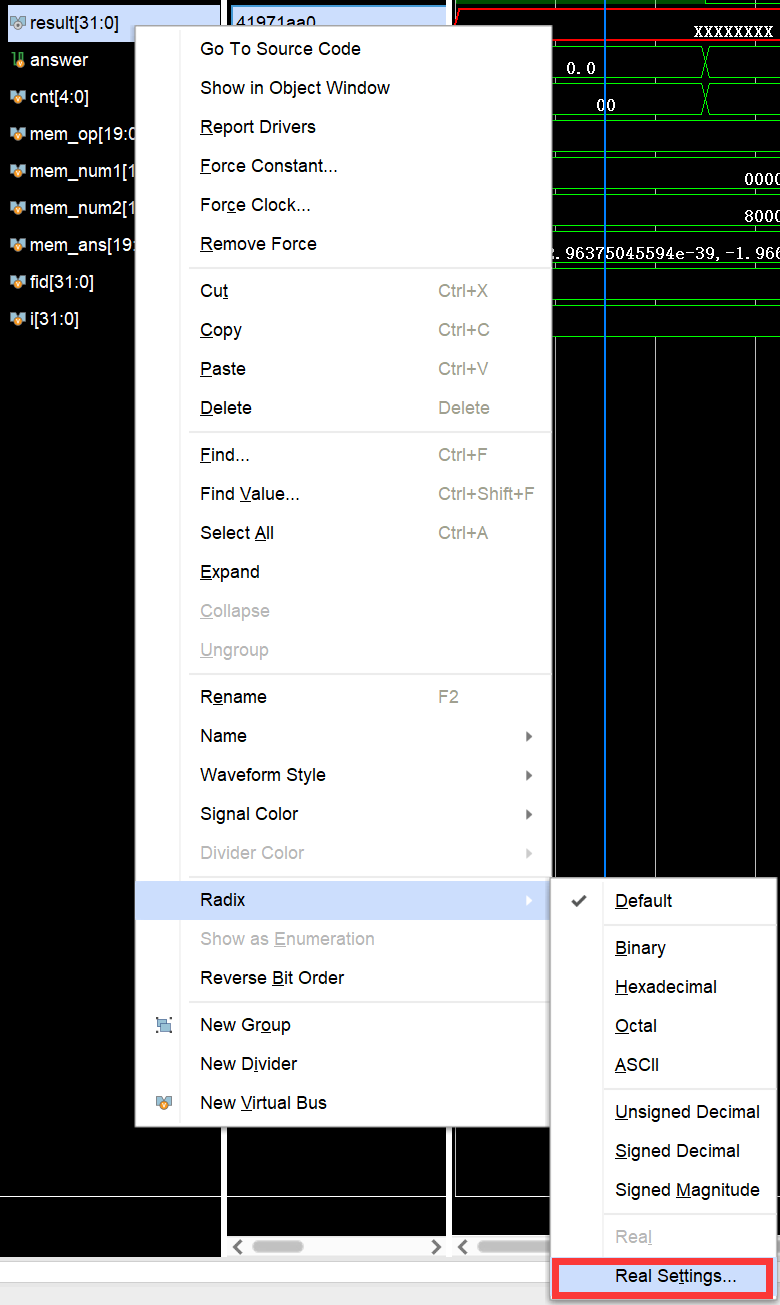 result[31:0]
41971aa0
XXXXXXXX
answer
0.0
cnt[4:0]
00
mem_op[19:0
mem_num1[1
0000
mem_num2[1
8000
mem_ans[19:
.96375045594e-39,-1.966
fid[31:0]
i[31:0]
Go To Source Code
Show in Object Window
Report Drivers
Force Constant...
Force Clock...
Remove Force
Cut Ctrl+X
Copy Ctrl+C
Paste Ctrl+V
Delete Delete
Find... Ctrl+F
Find Value... Ctrl+Shift+F
Select All Ctrl+A
Expand
Collapse
Ungroup
Rename F2
Name
Waveform Style
Signal Color
Divider Color
Radix
Show as Enumeration
Reverse Bit Order
New Group
New Divider
New Virtual Bus
Default
Binary
Hexadecimal
Octal
ASCII
Unsigned Decimal
Signed Decimal
Signed Magnitude
Real
Real Settings...